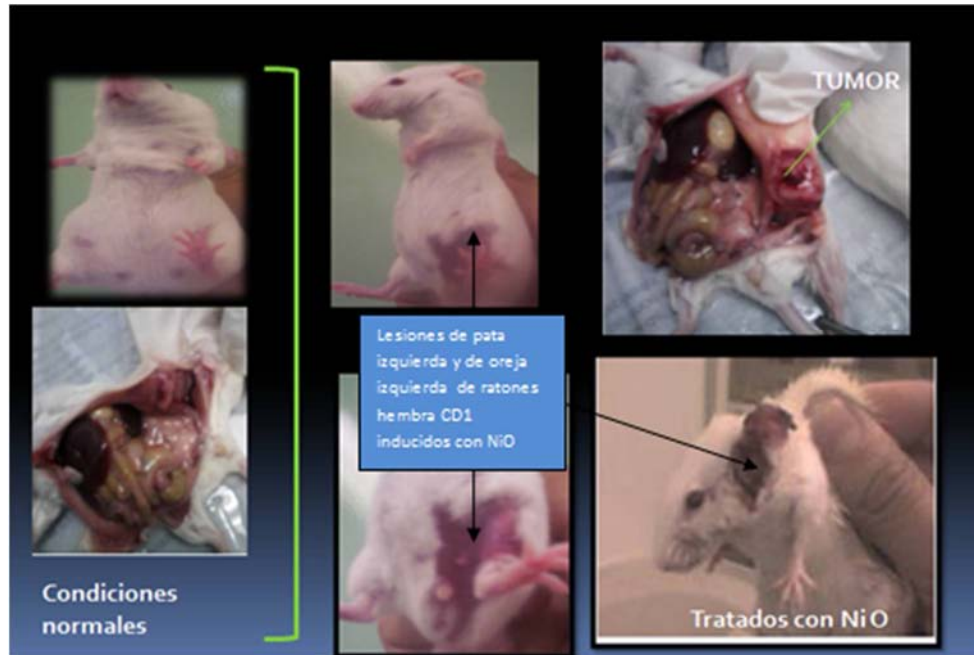 TUMOR
Lesiones de pata
izquierda y de oreja
izquierda de ratones
hembra CD1
inducidos con NiO
Condiciones
normales
Tratados con NiO